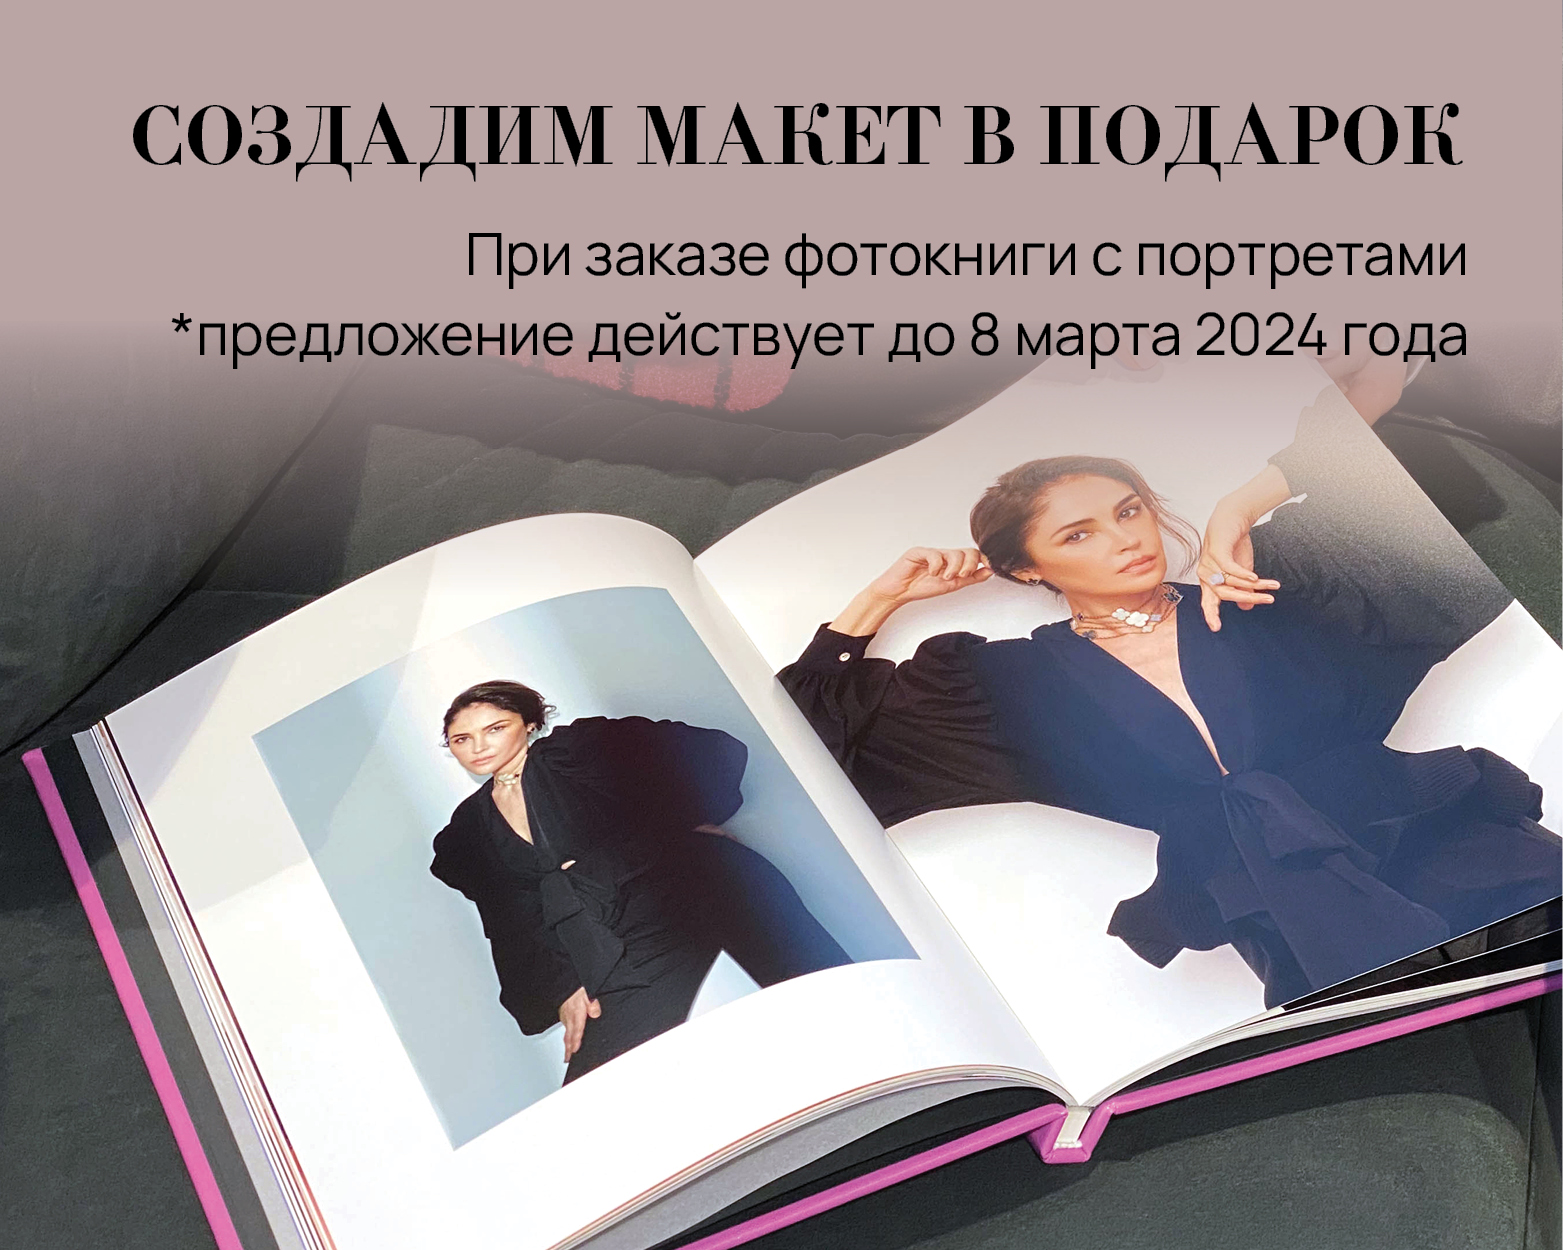 СОЗДАДИМ МАКЕТ В ПОДАРОК
При заказе фотокниги с портретами
*предложение действует до 8 марта 2024 года